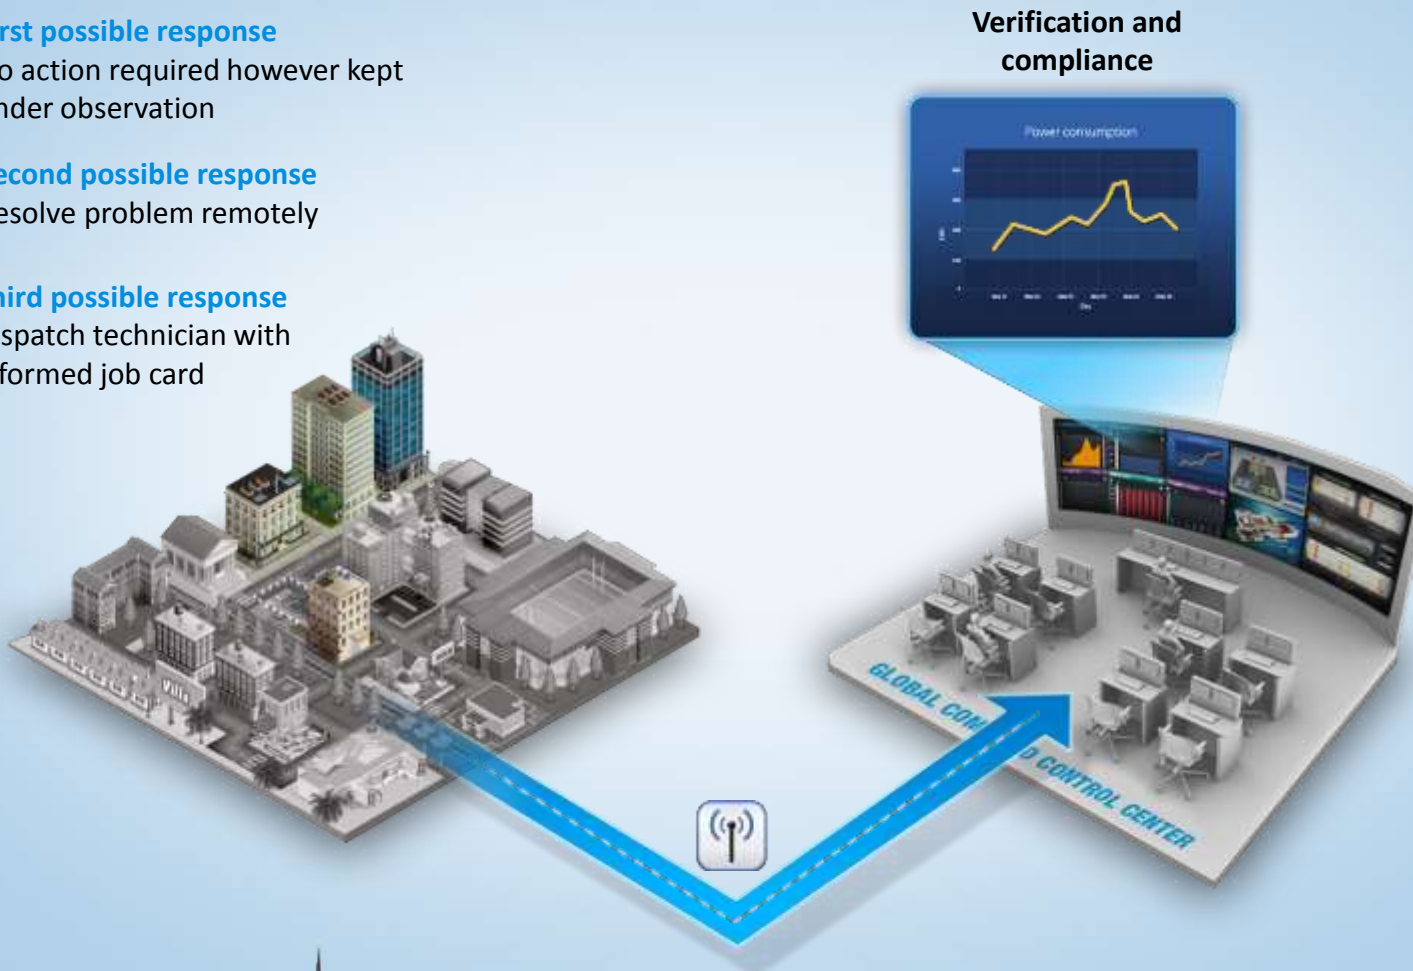 rst possible response
o action required however kept
nder observation
econd possible response
esolve problem remotely
hird possible response
spatch technician with
formed job card
Verification and
compliance
Power consumption
Villa
GLOBAL COM
D CONTROL CENTER